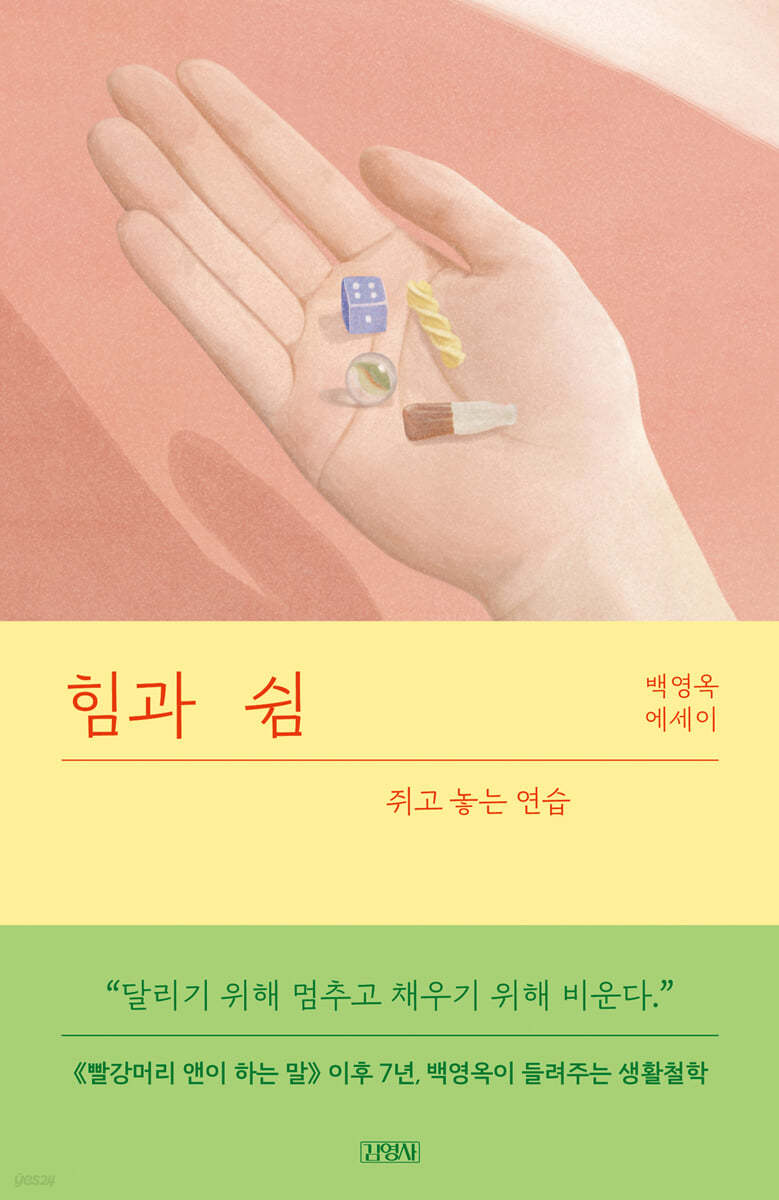 힘과 쉼
백영옥
에세이
쥐고 놓는 연습
“달리기 위해 멈추고 채우기 위해 비운다.”
《빨강머리 앤이 하는 말》 이후 7년, 백영옥이 들려주는 생활철학
김영사
yes24